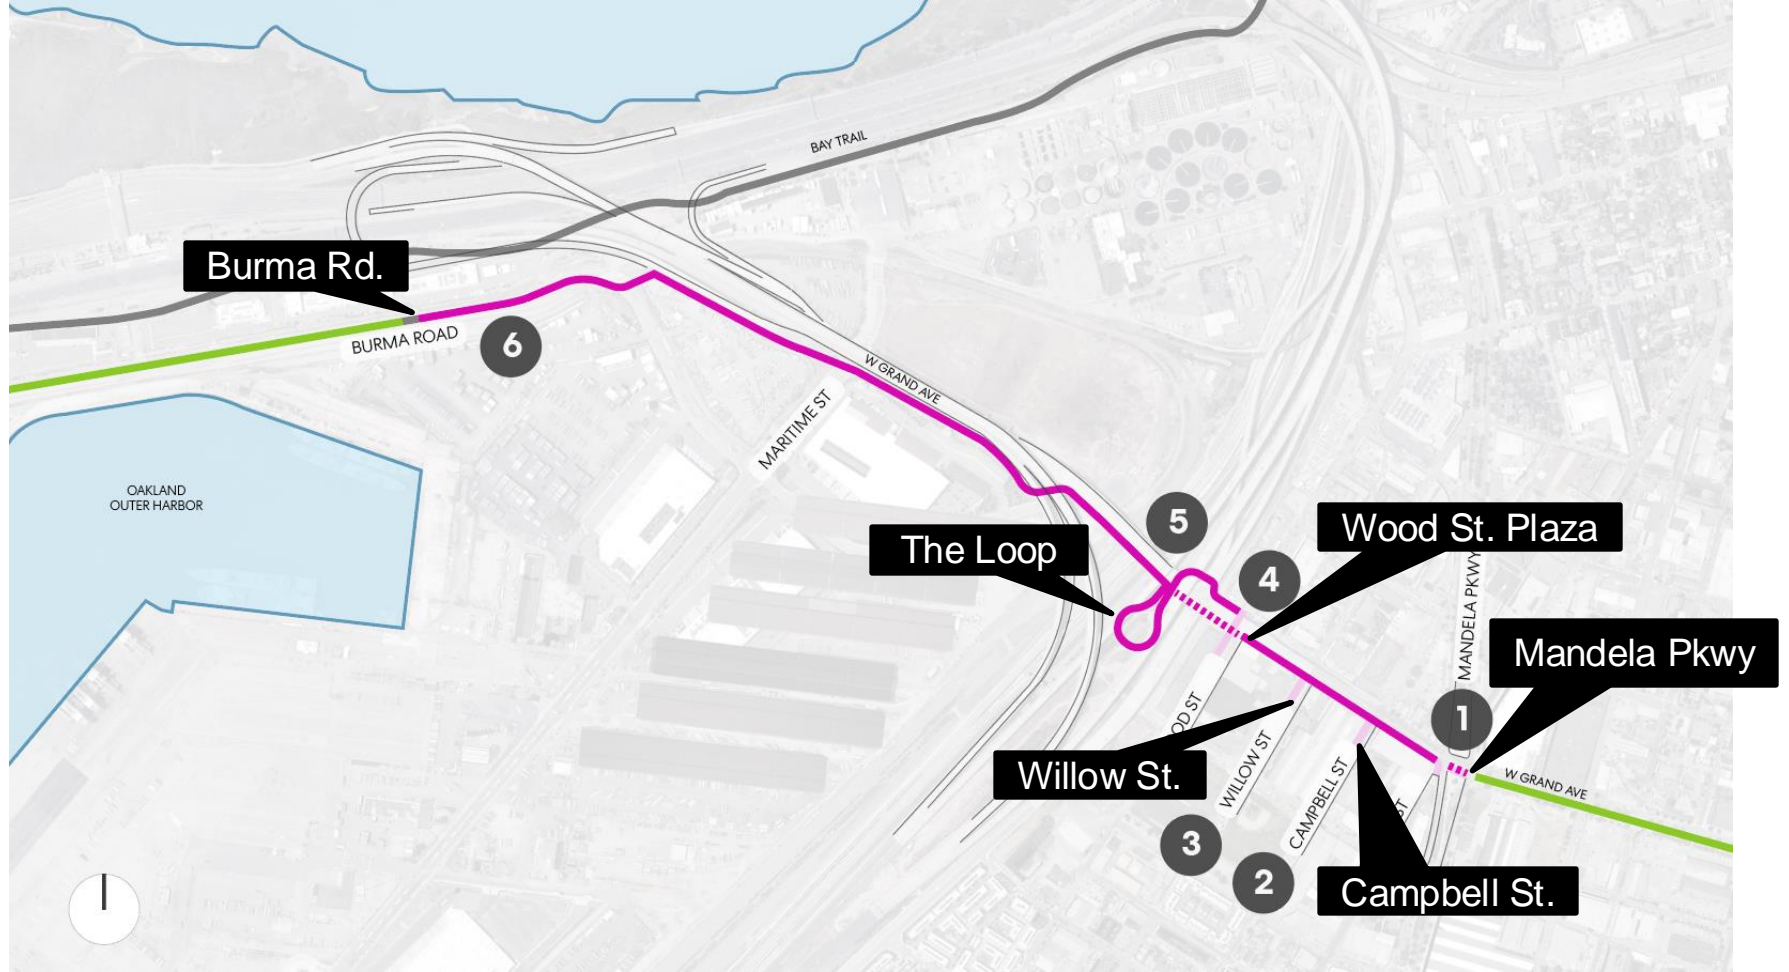 BAY TRAIL
Burma Rd.
BURMA ROAD
6
W GRAND AVE
MARITIME ST
OAKLAND
OUTER HARBOR
5
Wood St. Plaza
The Loop
4
MANDELA PKWY
Mandela Pkwy
1
OD ST
Willow St.
WILLOW ST
CAMPBELL ST
ST
W GRAND AVE
3
2
Campbell St.